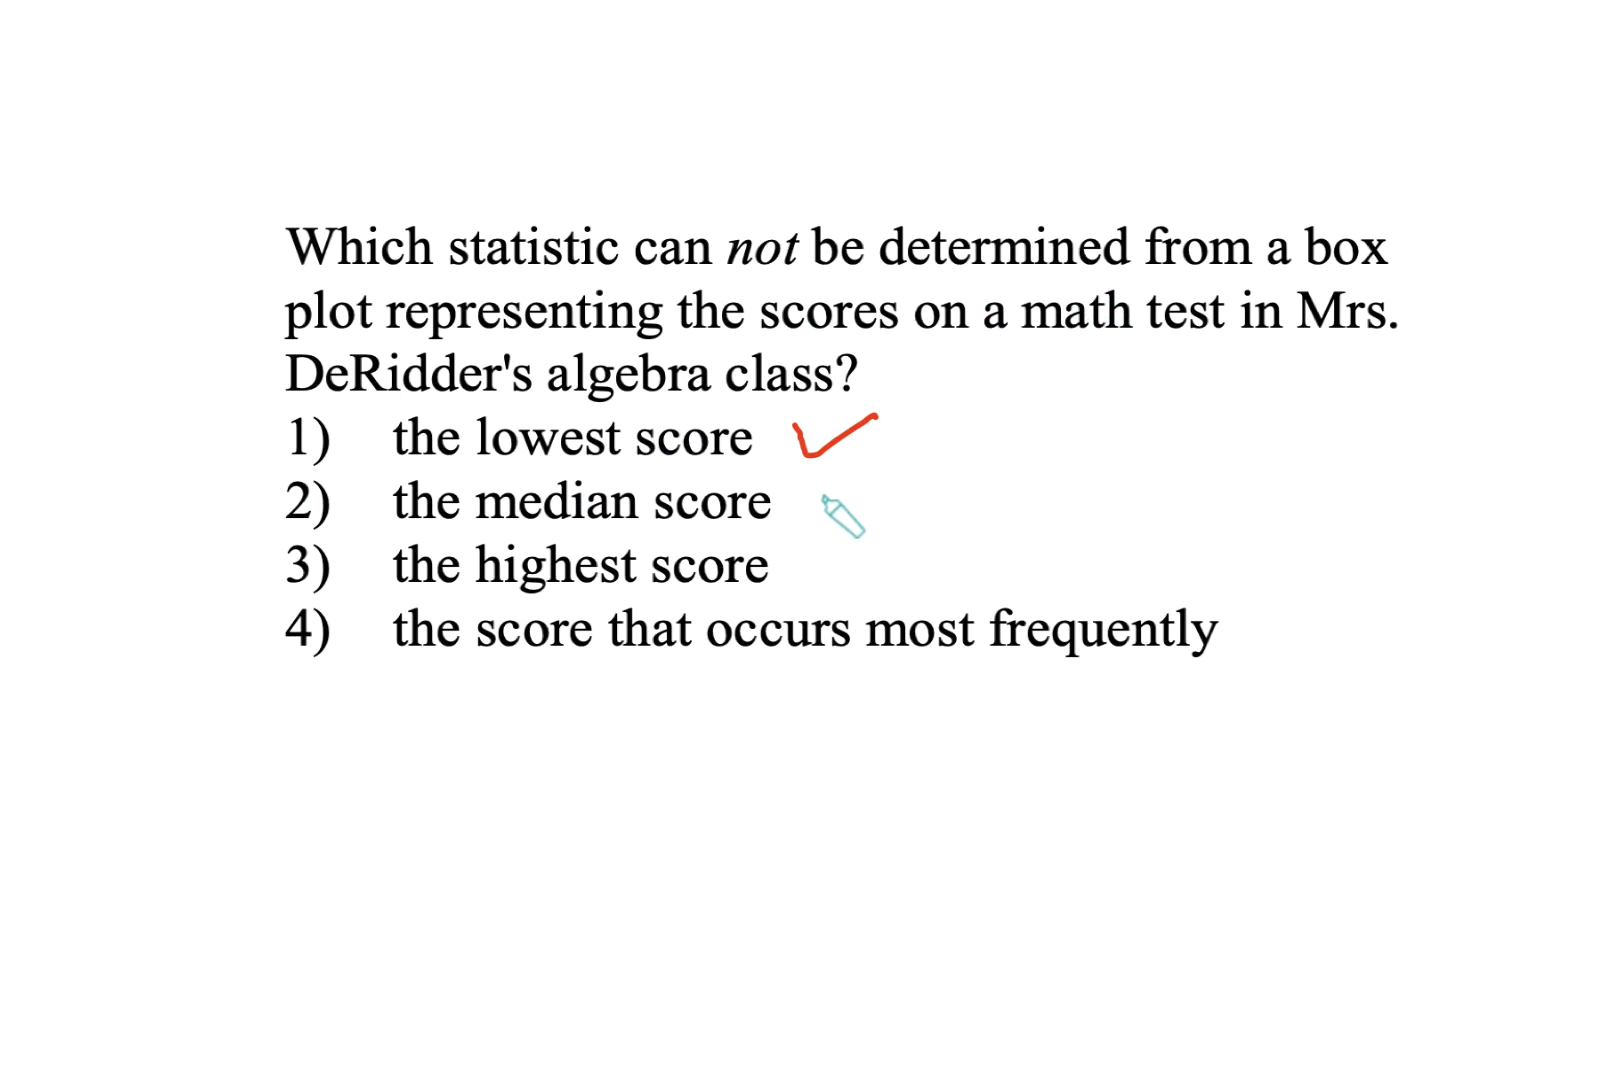 Which statistic can not be determined from a box
plot representing the scores on a math test in Mrs.
DeRidder's algebra class?
1) the lowest score
2) the median score
3) the highest score
4) the score that occurs most frequently